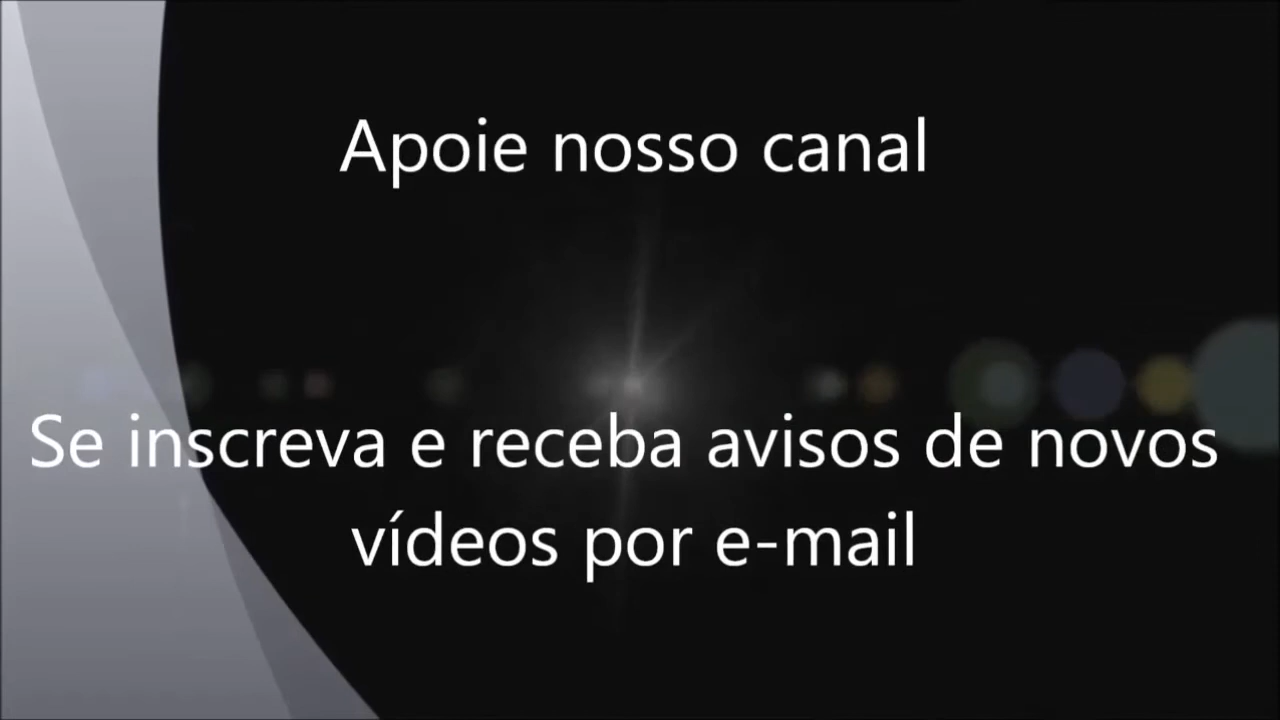 Apoie nosso canal
Se inscreva e receba avisos de novos
vídeos por e-mail